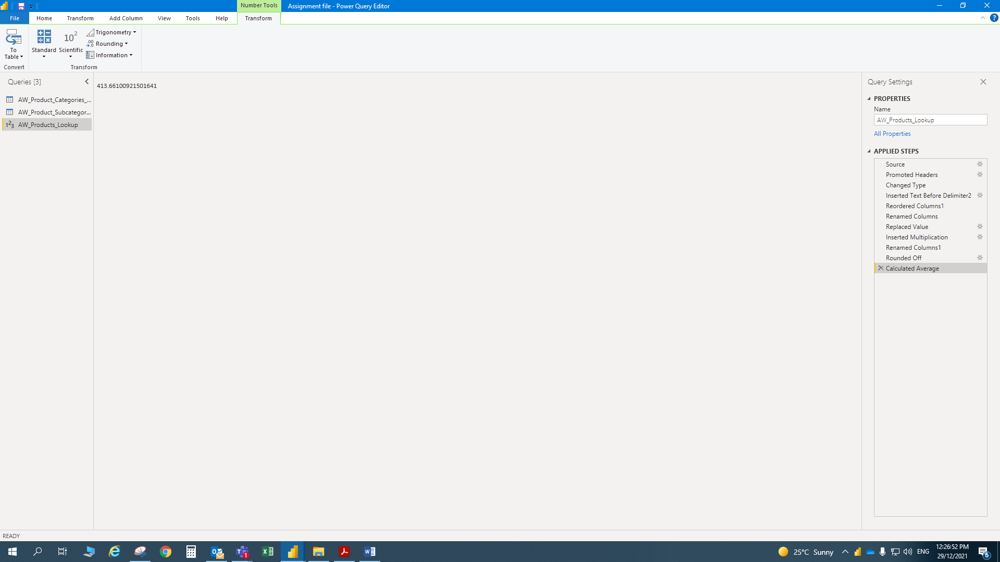 Number Tools
Assignment file - Power Query Editor
File
Home
Transform
Add Column
View
Tools
Help
Transform
?
To
Table
Standard
10²
Scientific
Trigonometry
Rounding
Information
Convert
Transform
Queries [3]
413.66100921501641
AW_Product_Categories_...
AW_Product_Subcategor...
AW_Products_Lookup
Query Settings
PROPERTIES
Name
AW_Products_Lookup
All Properties
APPLIED STEPS
Source
Promoted Headers
Changed Type
Inserted Text Before Delimiter2
Reordered Columns1
Renamed Columns
Replaced Value
Inserted Multiplication
Renamed Columns1
Rounded Off
Calculated Average
READY
25°C Sunny
ENG
12:26:52 PM
29/12/2021
6
1